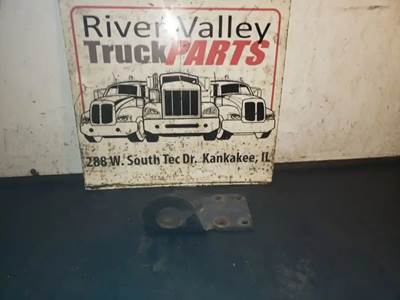 River Valley
TruckPARTS
288 W. South Tec Dr. Kankakee, IL